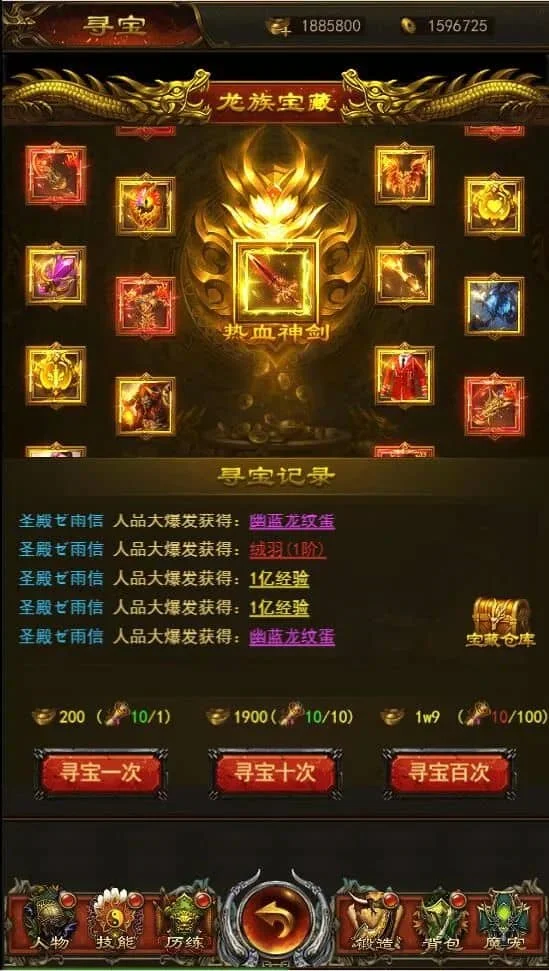 寻宝 1885800 1596725
龙族宝藏
热血神剑
寻宝记录
圣殿ゼ雨信 人品大爆发获得：幽蓝龙纹蛋
圣殿ゼ雨信 人品大爆发获得：绒羽(1阶)
圣殿ゼ雨信 人品大爆发获得：1亿经验
圣殿ゼ雨信 人品大爆发获得：1亿经验
圣殿ゼ雨信 人品大爆发获得：幽蓝龙纹蛋
宝藏仓库
200 (10/1) 1900(10/10) 1w9 (10/100)
寻宝一次 寻宝十次 寻宝百次
人物 技能 历练 锻造 背包 魔宠